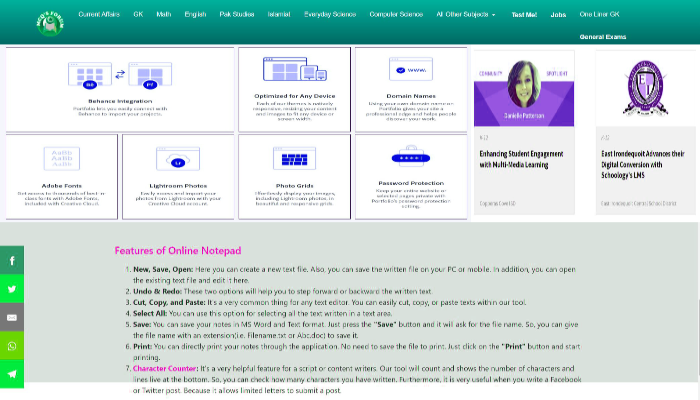 MCQ'S FORUM
Current Affairs GK Math English Pak Studies Islamiat Everyday Science Computer Science All Other Subjects Test Me! Jobs One Liner GK
General Exams
Be Pf
Behance Integration
Portfolio lets you easily connect with
Behance to import your projects.
Optimized for Any Device
Each of our themes is natively
responsive, resizing your content
and images to fit any device or
screen width.
www.
Domain Names
Using your own domain name on
Portfolio gives your site a
professional edge and helps people
discover your work.
AaBb
AaBb
AaBb
Adobe Fonts
Get access to thousands of best-in-
class fonts with Adobe Fonts,
included with Creative Cloud.
Lr
Lightroom Photos
Easily access and import your
photos from Lightroom with your
Creative Cloud account.
Photo Grids
Effortlessly display your images,
including Lightroom photos, in
beautiful and responsive grids.
Password Protection
Keep your entire website or
selected pages private with
Portfolio's password protection
setting.
COMMUNITY SPOTLIGHT
Danielle Patterson
Enhancing Student Engagement
with Multi-Media Learning
Copperas Cove ISD
East Irondequoit Advances their
Digital Conversion with
Schoology's LMS
East Irondequoit Central School District
Features of Online Notepad
1. New, Save, Open: Here you can create a new text file. Also, you can save the written file on your PC or mobile. In addition, you can open
the existing text file and edit it here.
2. Undo & Redo: These two options will help you to step forward or backward the written text.
3. Cut, Copy, and Paste: It's a very common thing for any text editor. You can easily cut, copy, or paste texts within our tool.
4. Select All: You can use this option for selecting all the text written in a text area.
5. Save: You can save your notes in MS Word and Text format. Just press the "Save" button and it will ask for the file name. So, you can give
the file name with an extension(i.e. Filename.txt or Abc.doc) to save it.
6. Print: You can directly print your notes through the application. No need to save the file to print. Just click on the "Print" button and start
printing.
7. Character Counter: It's a very helpful feature for a script or content writers. Our tool will count and shows the number of characters and
lines live at the bottom. So, you can check how many characters you have written. Furthermore, it is very useful when you write a Facebook
or Twitter post. Because it allows limited letters to submit a post.